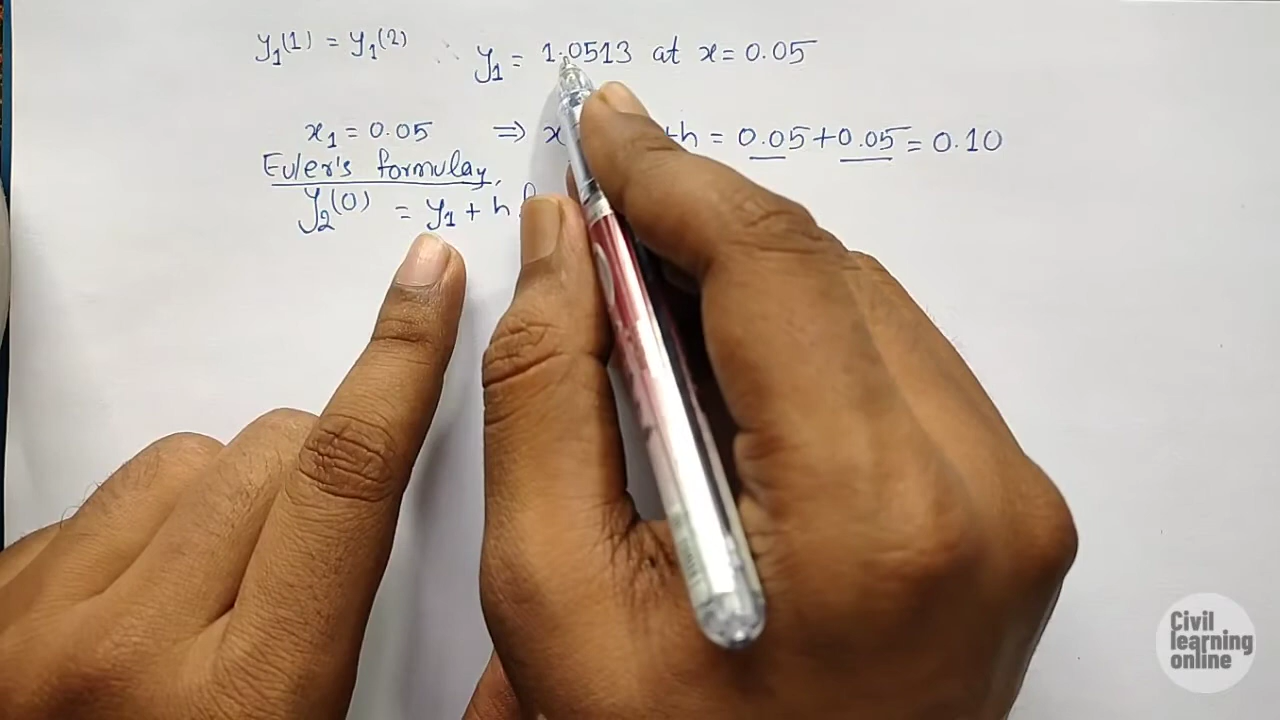 y₁(1) = y₁(2) ∴ y₁ = 1.0513 at x = 0.05
x₁ = 0.05 ⇒ x +h = 0.05+0.05 = 0.10
Euler's formula,
y₂(0) = y₁ + h
Civil
learning
online